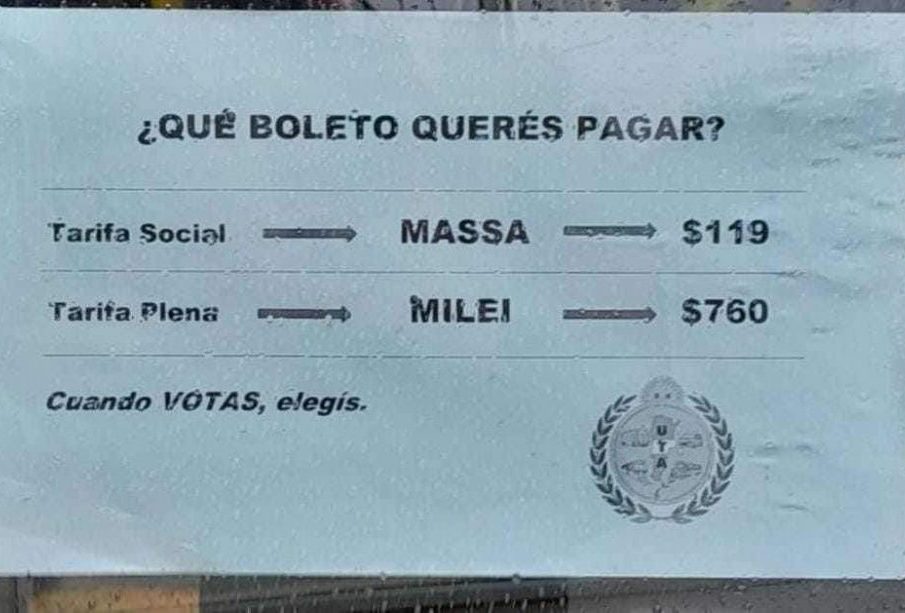 ¿QUÉ BOLETO QUERÉS PAGAR?
Tarifa Social MASSA $119
Tarifa Plena MILEI $760
Cuando VOTAS, elegís.
UTA